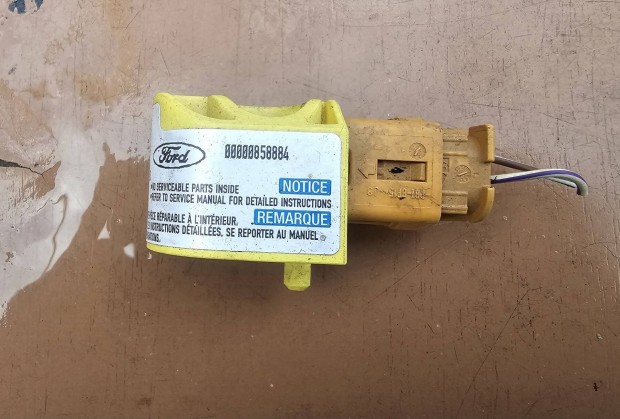 Ford
00000858884
NO SERVICEABLE PARTS INSIDE
NOTICE
REFER TO SERVICE MANUAL FOR DETAILED INSTRUCTIONS
RÉPARABLE À L'INTÉRIEUR.
REMARQUE
INSTRUCTIONS DÉTAILLÉES, SE REPORTER AU MANUEL